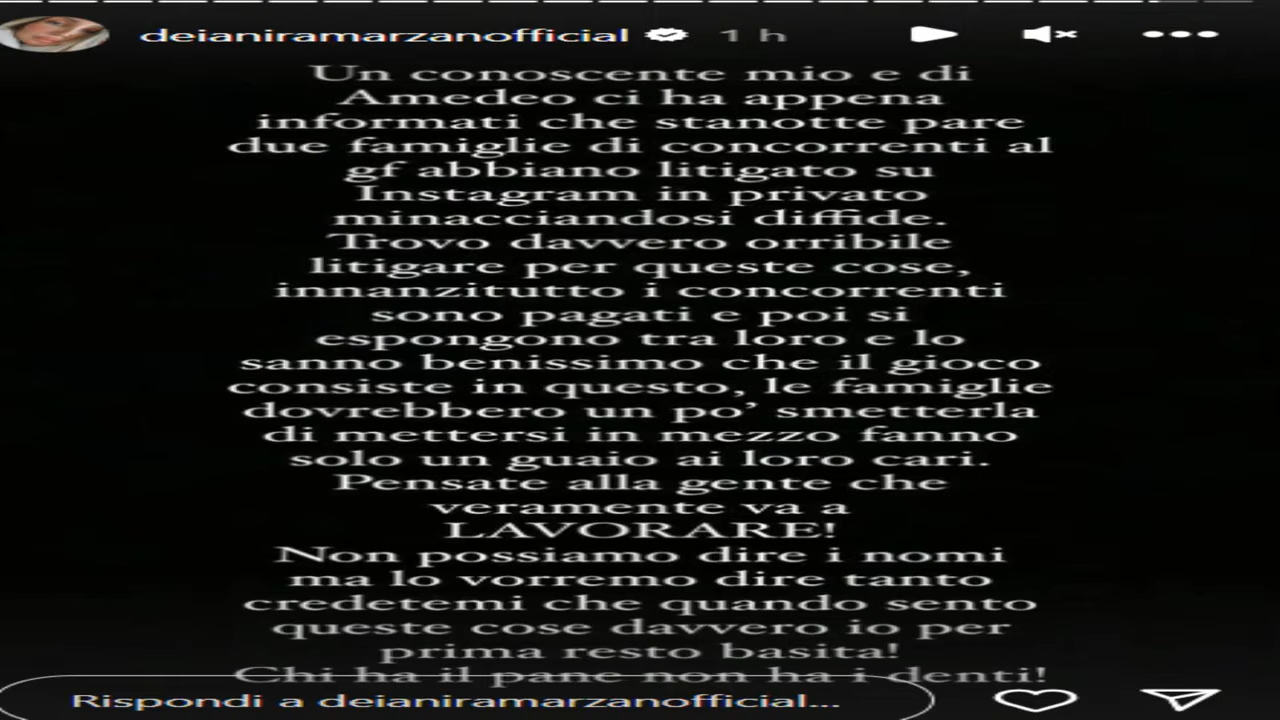 deianiramarzanofficial 1 h
Un conoscente mio e di
Amedeo ci ha appena
informati che stanotte pare
due famiglie di concorrenti al
gf abbiano litigato su
Instagram in privato
minacciandosi diffide.
Trovo davvero orribile
litigare per queste cose,
innanzitutto i concorrenti
sono pagati e poi si
espongono tra loro e lo
sanno benissimo che il gioco
consiste in questo, le famiglie
dovrebbero un po’ smetterla
di mettersi in mezzo fanno
solo un guaio ai loro cari.
Pensate alla gente che
veramente va a
LAVORARE!
Non possiamo dire i nomi
ma lo vorremo dire tanto
credetemi che quando sento
queste cose davvero io per
prima resto basita!
Chi ha il pane non ha i denti!
Rispondi a deianiramarzanofficial...